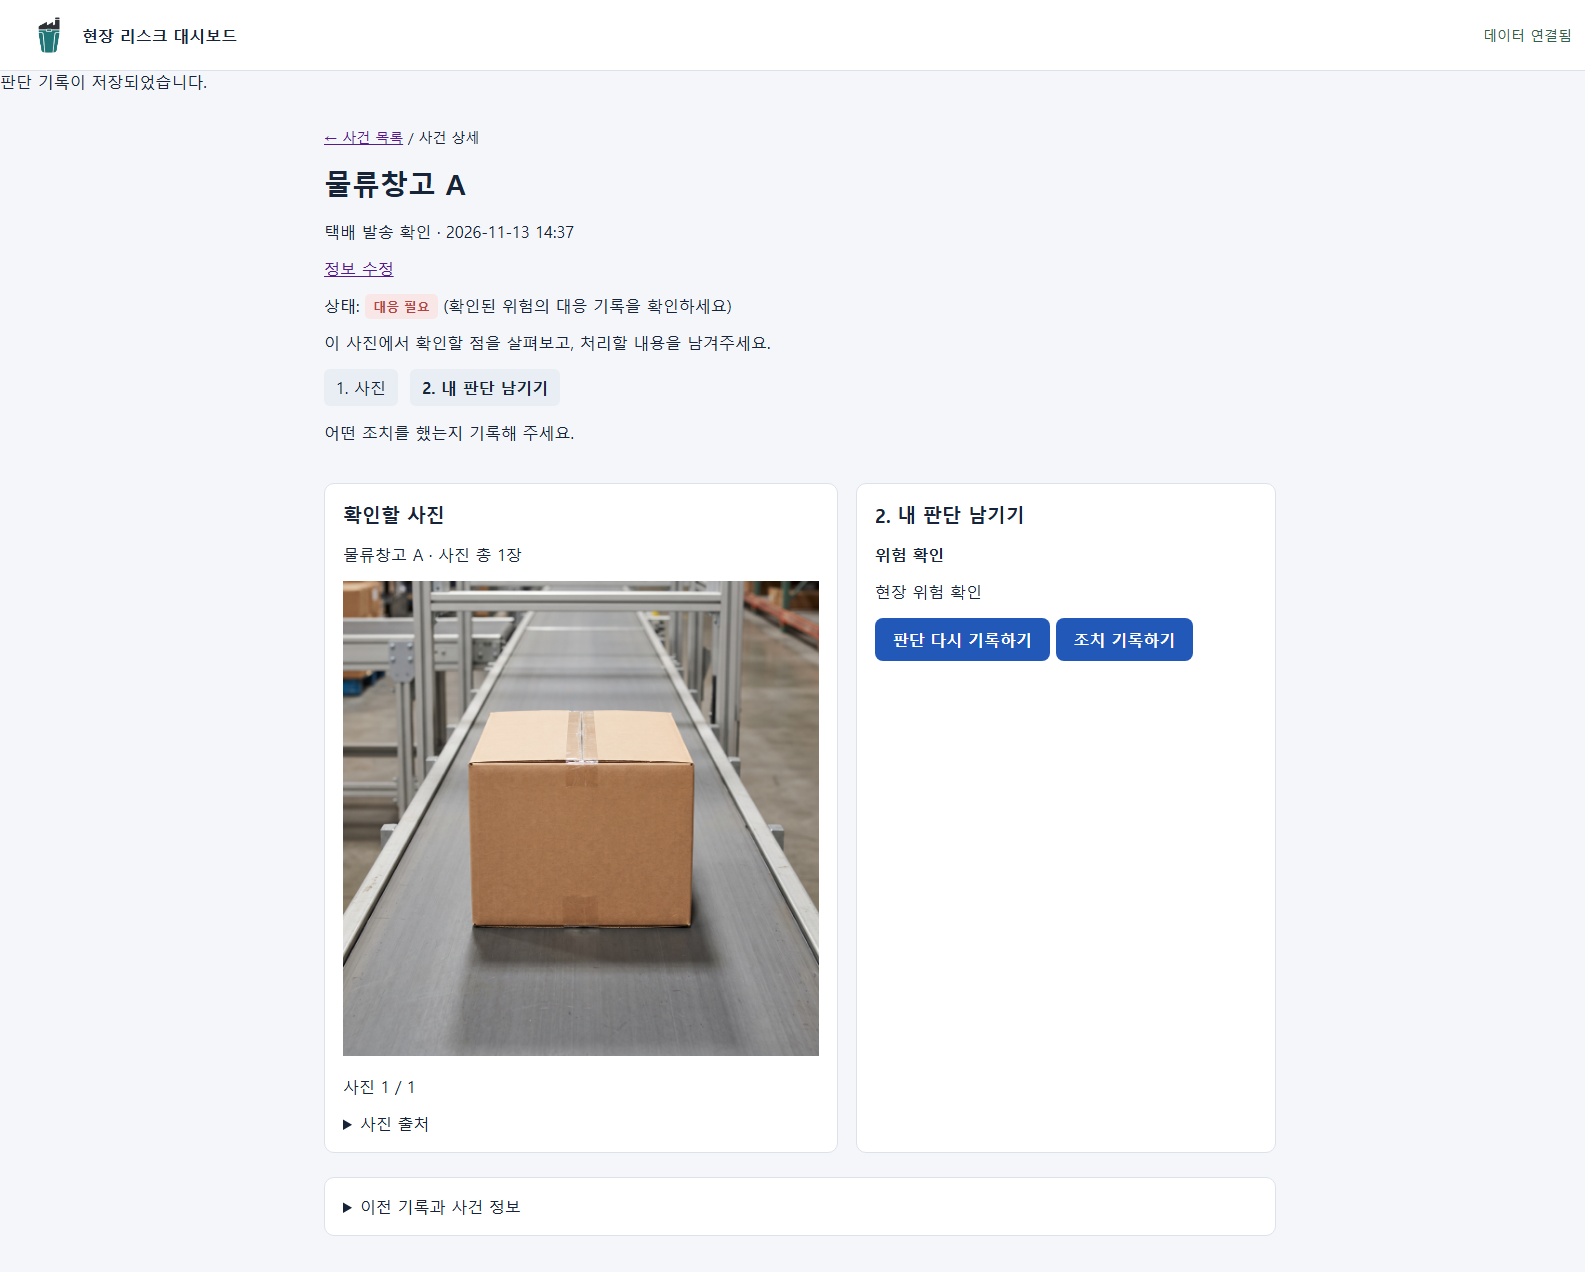 현장 리스크 대시보드
데이터 연결됨
판단 기록이 저장되었습니다.
← 사건 목록 / 사건 상세
물류창고 A
택배 발송 확인 · 2026-11-13 14:37
정보 수정
상태: 대응 필요 (확인된 위험의 대응 기록을 확인하세요)
이 사진에서 확인할 점을 살펴보고, 처리할 내용을 남겨주세요.
1. 사진
2. 내 판단 남기기
어떤 조치를 했는지 기록해 주세요.
확인할 사진
물류창고 A · 사진 총 1장
사진 1 / 1
▶ 사진 출처
2. 내 판단 남기기
위험 확인
현장 위험 확인
판단 다시 기록하기
조치 기록하기
▶ 이전 기록과 사건 정보